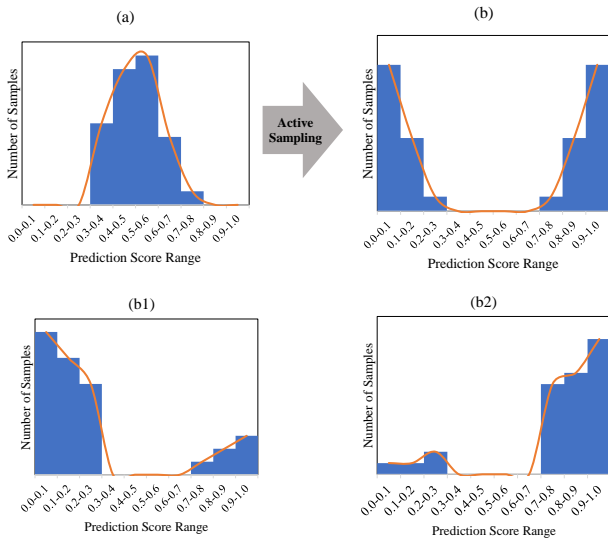 (a)
(b)
Number of Samples
Number of Samples
Active
Sampling
0.0-0.1
0.1-0.2
0.2-0.3
0.3-0.4
0.4-0.5
0.5-0.6
0.6-0.7
0.7-0.8
0.8-0.9
0.9-1.0
0.0-0.1
0.1-0.2
0.2-0.3
0.3-0.4
0.4-0.5
0.5-0.6
0.6-0.7
0.7-0.8
0.8-0.9
0.9-1.0
Prediction Score Range
Prediction Score Range
(b1)
(b2)
Number of Samples
Number of Samples
0.0-0.1
0.1-0.2
0.2-0.3
0.3-0.4
0.4-0.5
0.5-0.6
0.6-0.7
0.7-0.8
0.8-0.9
0.9-1.0
0.0-0.1
0.1-0.2
0.2-0.3
0.3-0.4
0.4-0.5
0.5-0.6
0.6-0.7
0.7-0.8
0.8-0.9
0.9-1.0
Prediction Score Range
Prediction Score Range